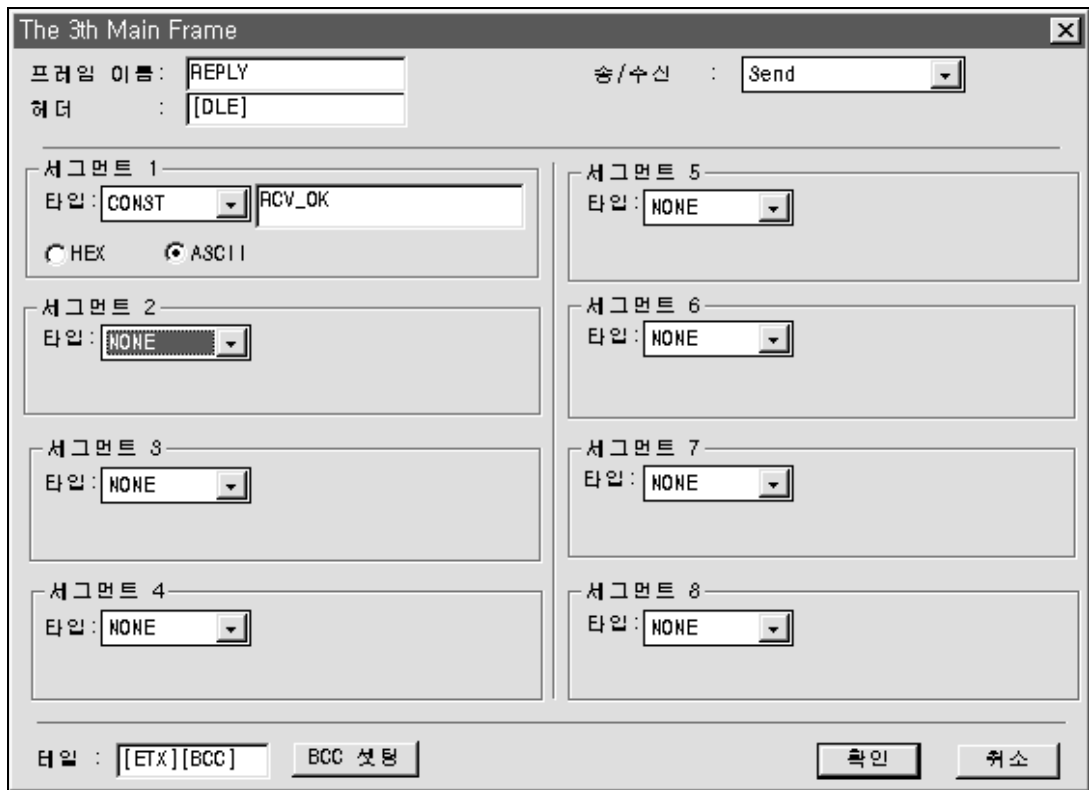 The 3th Main Frame
프레임 이름: REPLY
송/수신 : Send
헤더 : [DLE]
세그먼트 1
타입: CONST RCV_OK
HEX ASCII
세그먼트 2
타입: NONE
세그먼트 3
타입: NONE
세그먼트 4
타입: NONE
세그먼트 5
타입: NONE
세그먼트 6
타입: NONE
세그먼트 7
타입: NONE
세그먼트 8
타입: NONE
테일 : [ETX][BCC] BCC 셋팅
확인 취소